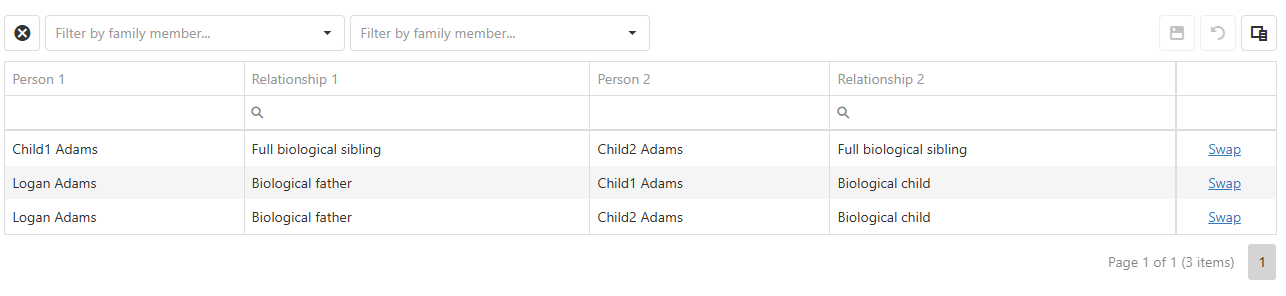 Filter by family member... Filter by family member...
Person 1 Relationship 1 Person 2 Relationship 2
Child1 Adams Full biological sibling Child2 Adams Full biological sibling Swap
Logan Adams Biological father Child1 Adams Biological child Swap
Logan Adams Biological father Child2 Adams Biological child Swap
Page 1 of 1 (3 items) 1